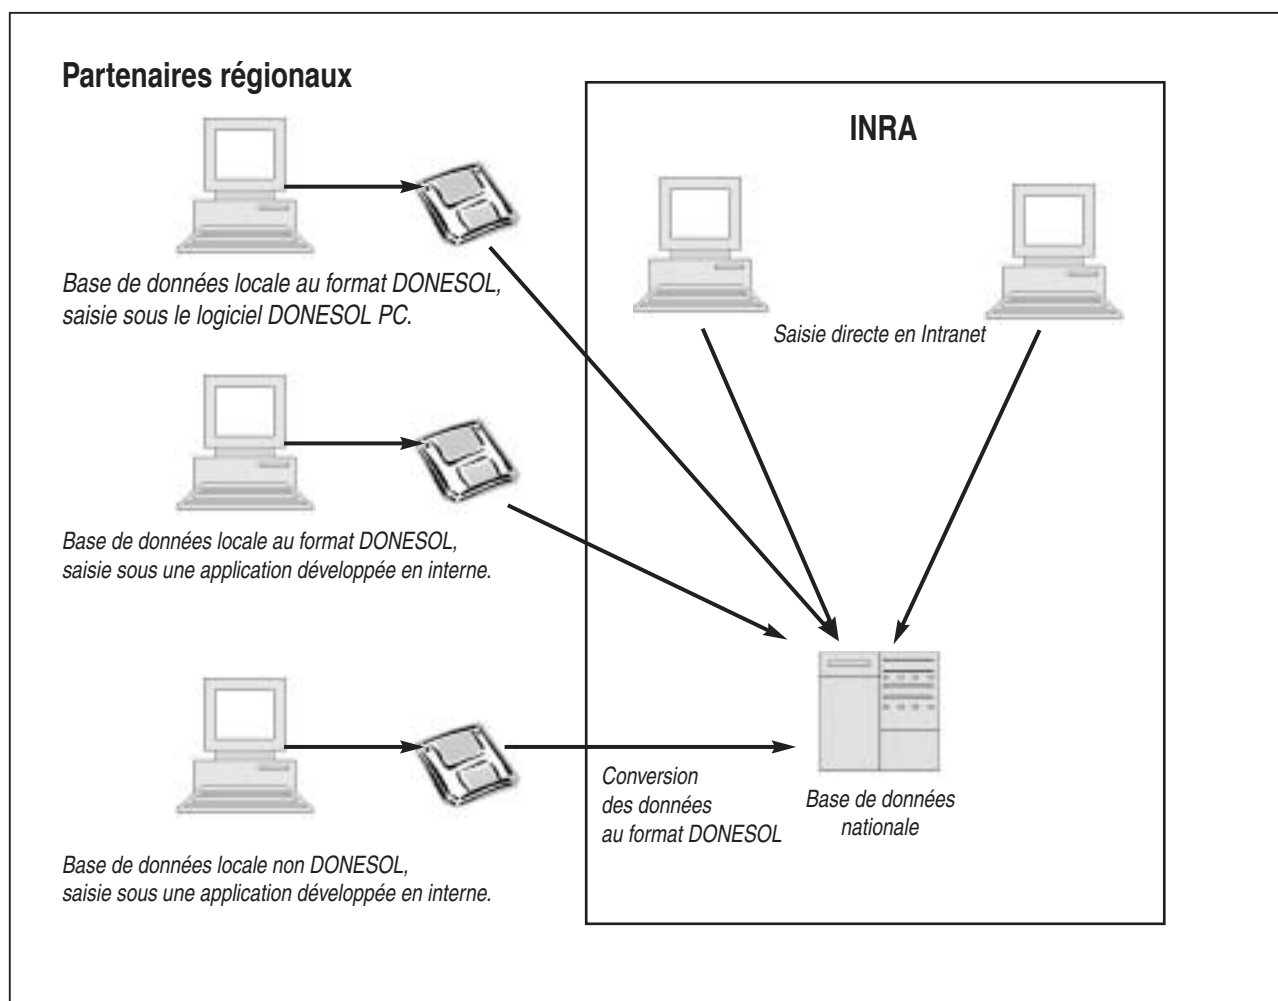 Partenaires régionaux
INRA
Base de données locale au format DONESOL,
saisie sous le logiciel DONESOL PC.
Saisie directe en Intranet
Base de données locale au format DONESOL,
saisie sous une application développée en interne.
Conversion
des données
au format DONESOL
Base de données
nationale
Base de données locale non DONESOL,
saisie sous une application développée en interne.